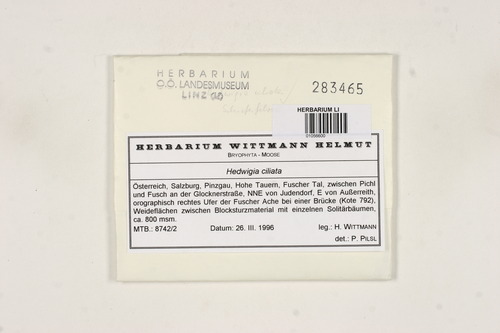 HERBARIUM
O.Ö. LANDESMUSEUM
LINZ
283465
HERBARIUM LI
HERBARIUM WITTMANN HELMUT
BRYOPHYTA - MOOSE
Hedwigia ciliata
Österreich, Salzburg, Pinzgau, Hohe Tauern, Fuscher Tal, zwischen Pichl
und Fusch an der Glocknerstraße, NNE von Judendorf, E von Außerreith,
orographisch rechtes Ufer der Fuscher Ache bei einer Brücke (Kote 792),
Weideflächen zwischen Blocksturzmaterial mit einzelnen Solitärbäumen,
ca. 800 msm.
MTB.: 8742/2 Datum: 26. III. 1996 leg.: H. WITTMANN
det.: P. PILSL